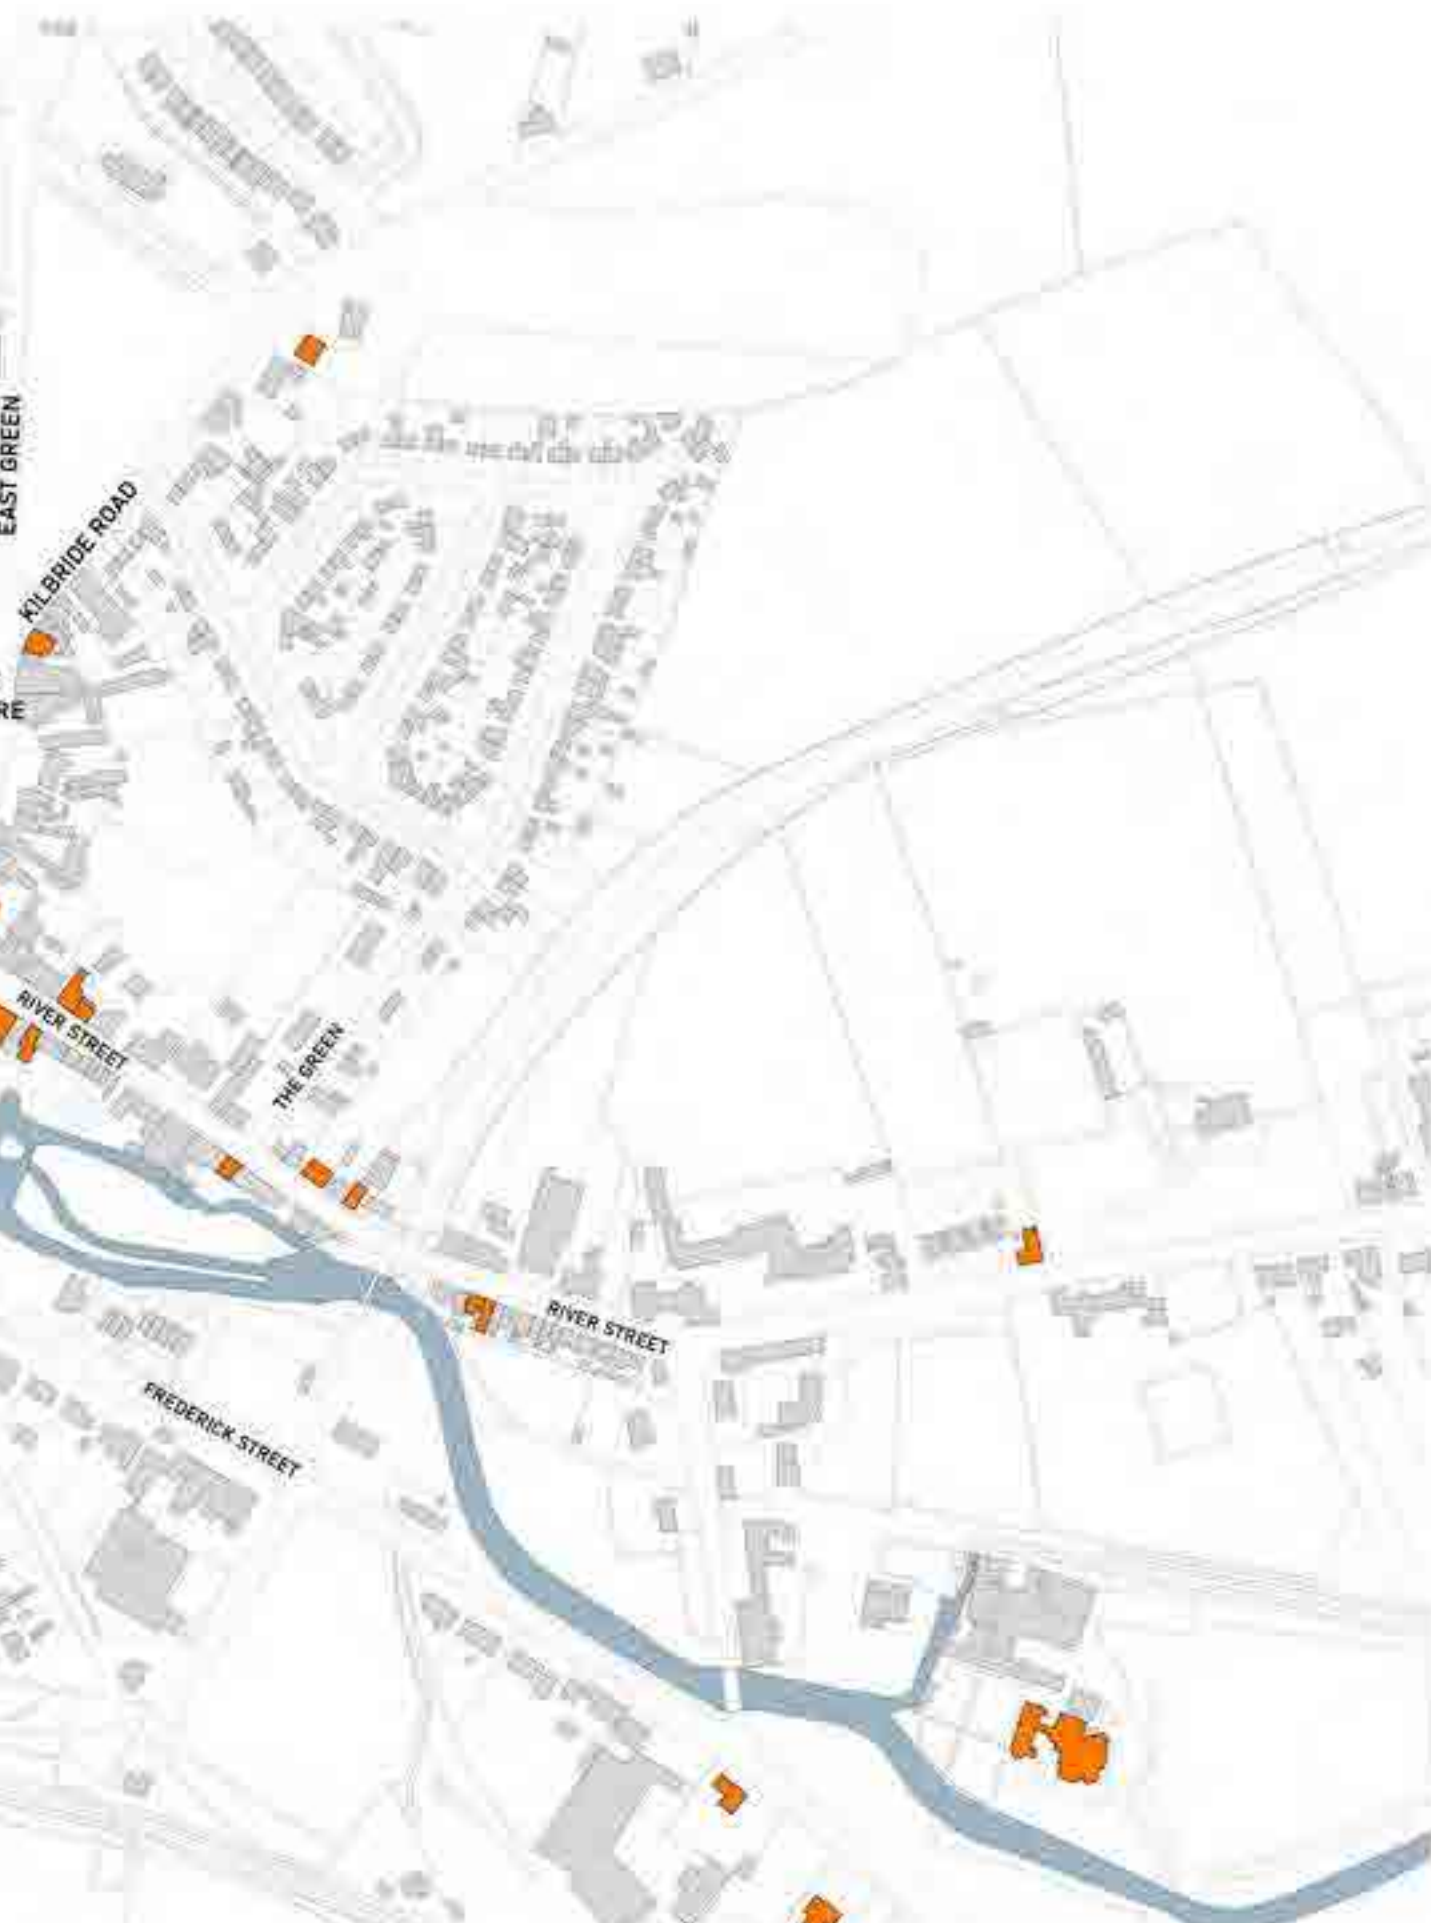 EAST GREEN
KILBRIDE ROAD
RE
RIVER STREET
THE GREEN
RIVER STREET
FREDERICK STREET